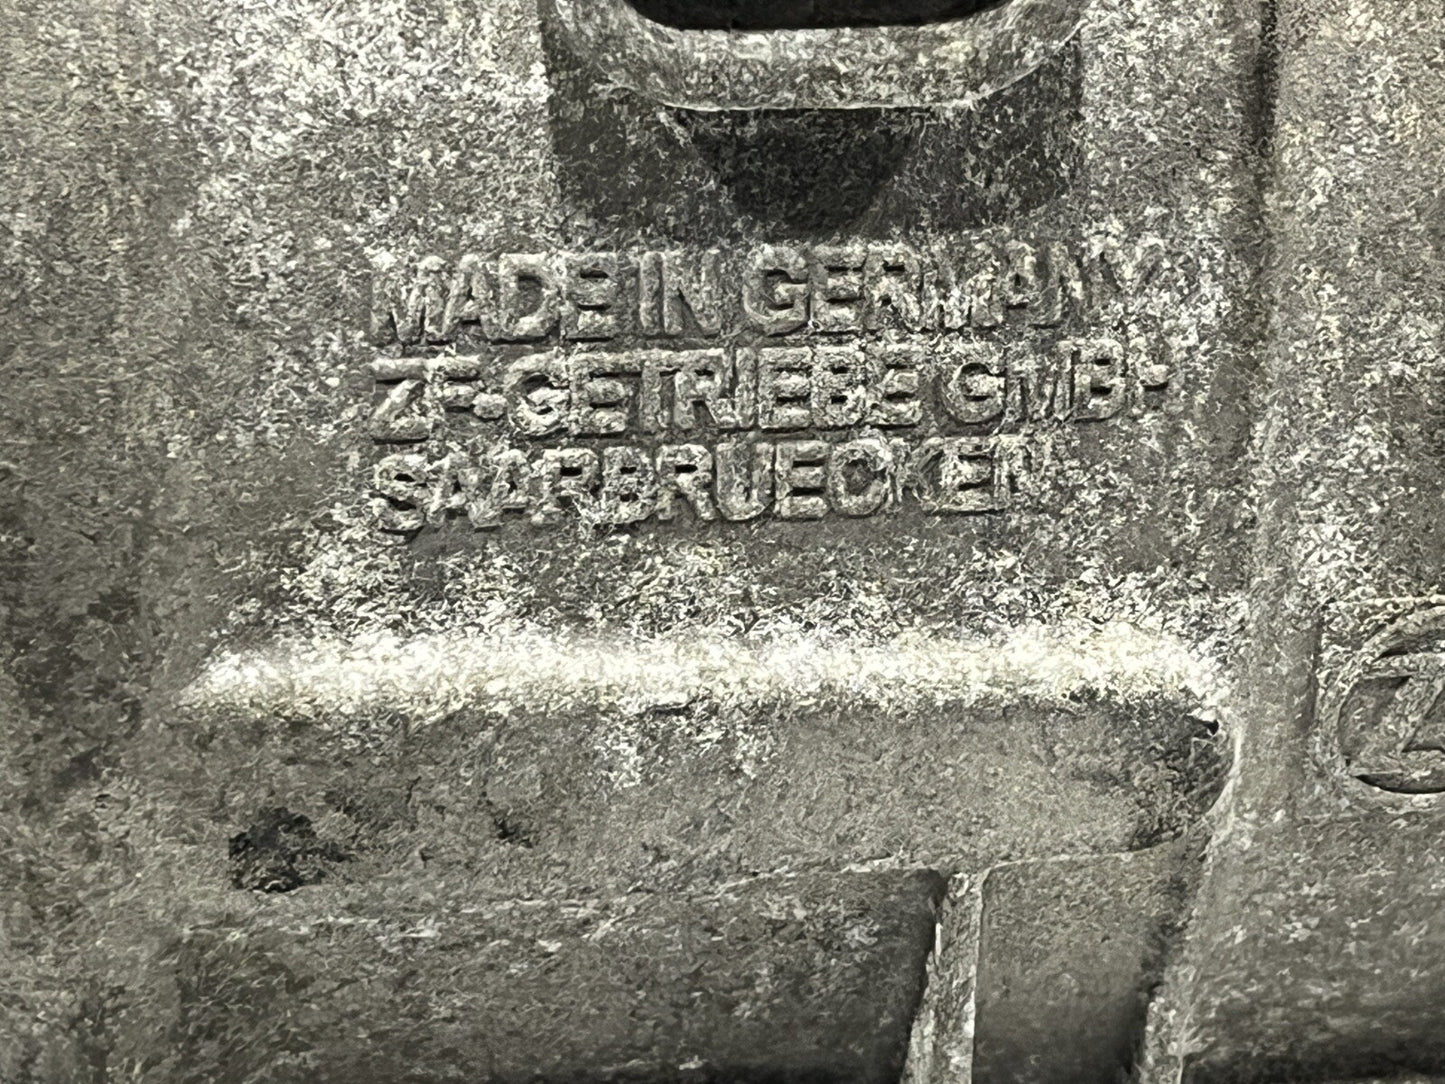 MADE IN GERMANY
ZF-GETRIEBE GMBH
SAARBRUECKEN